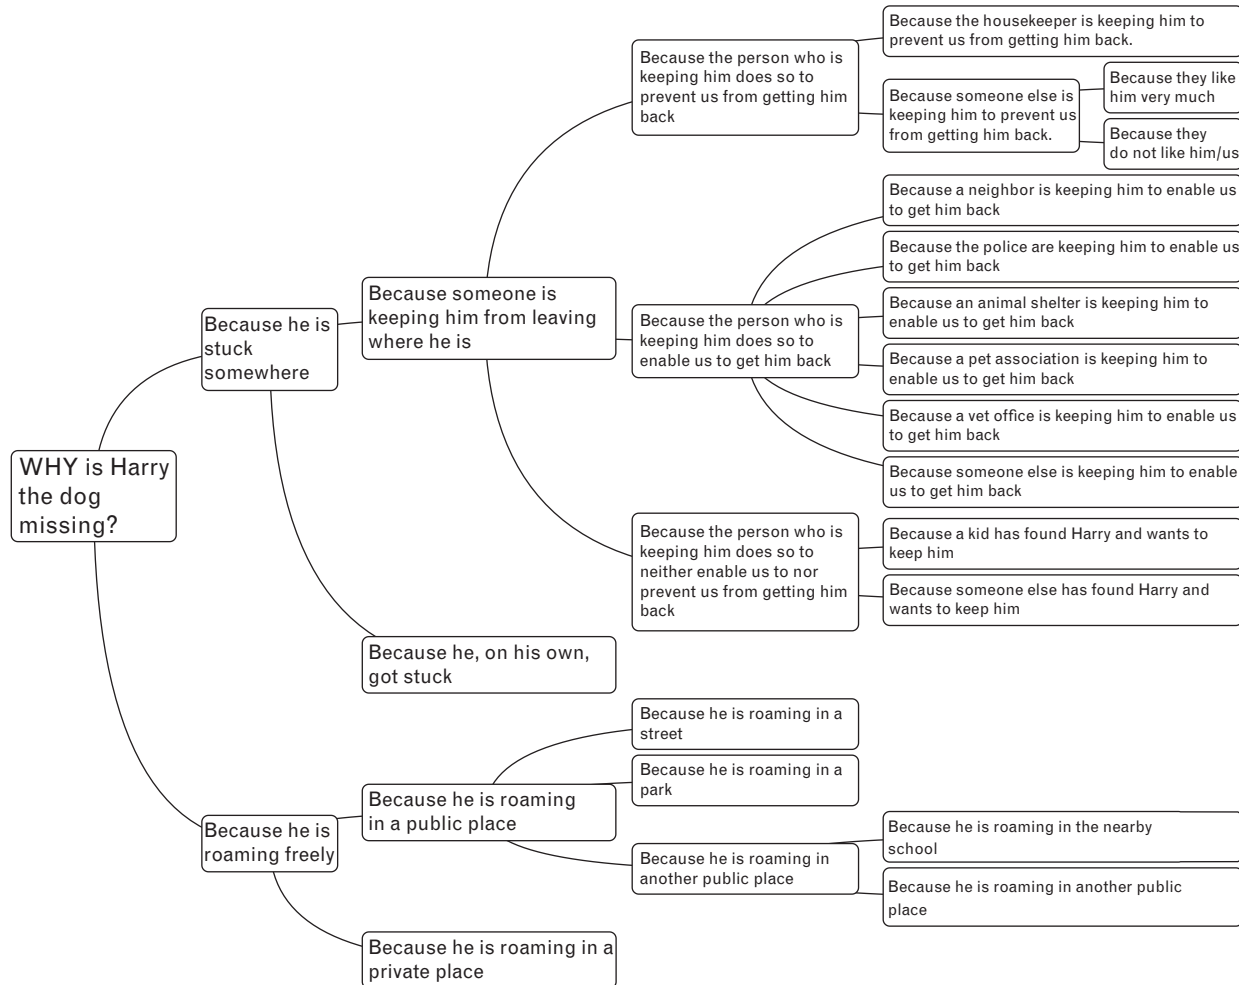 WHY is Harry
the dog
missing?
Because he is
stuck
somewhere
Because someone is
keeping him from leaving
where he is
Because the person who is
keeping him does so to
prevent us from getting him
back
Because the housekeeper is keeping him to
prevent us from getting him back.
Because someone else is
keeping him to prevent us
from getting him back.
Because they like
him very much
Because they
do not like him/us
Because the person who is
keeping him does so to
enable us to get him back
Because a neighbor is keeping him to enable us
to get him back
Because the police are keeping him to enable us
to get him back
Because an animal shelter is keeping him to
enable us to get him back
Because a pet association is keeping him to
enable us to get him back
Because a vet office is keeping him to enable us
to get him back
Because someone else is keeping him to enable
us to get him back
Because the person who is
keeping him does so to
neither enable us to nor
prevent us from getting him
back
Because a kid has found Harry and wants to
keep him
Because someone else has found Harry and
wants to keep him
Because he, on his own,
got stuck
Because he is
roaming freely
Because he is roaming
in a public place
Because he is roaming in a
street
Because he is roaming in a
park
Because he is roaming in
another public place
Because he is roaming in the nearby
school
Because he is roaming in another public
place
Because he is roaming in a
private place